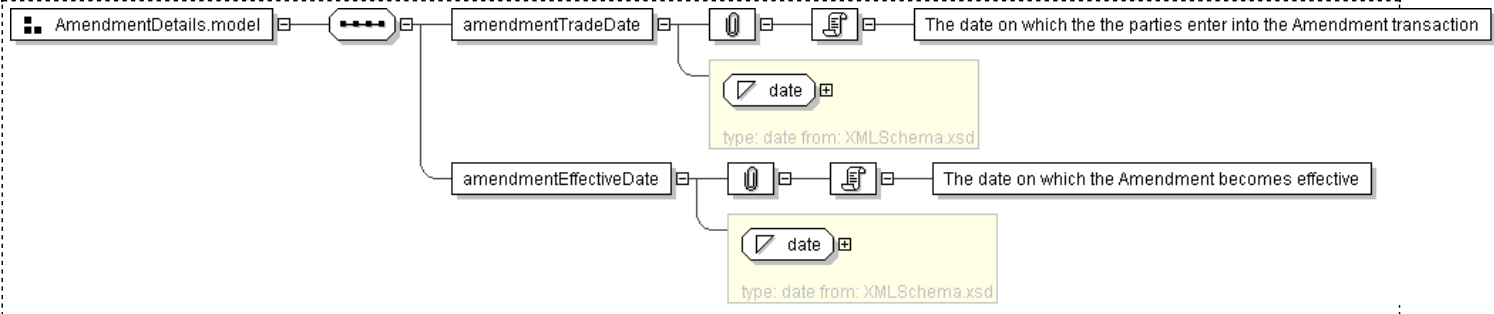 AmendmentDetails.model
amendmentTradeDate
The date on which the the parties enter into the Amendment transaction
date
type: date from: XMLSchema.xsd
amendmentEffectiveDate
The date on which the Amendment becomes effective
date
type: date from: XMLSchema.xsd